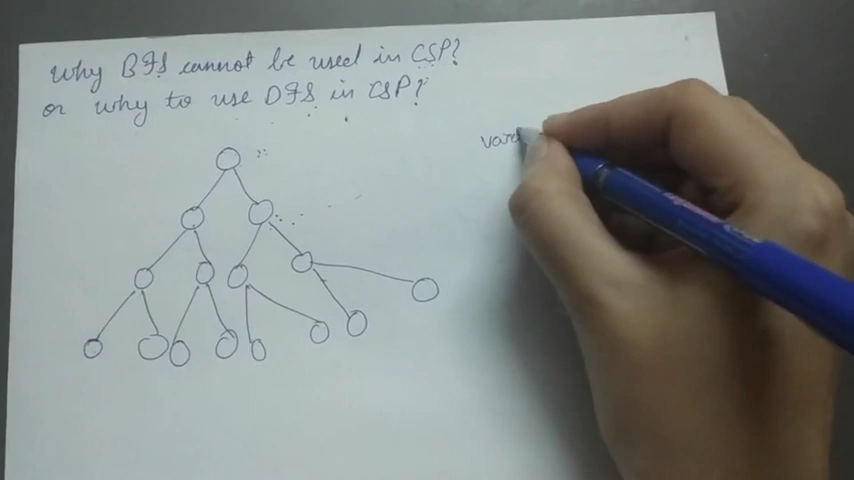 Why BFS cannot be used in CSP?
or why to use DFS in CSP?